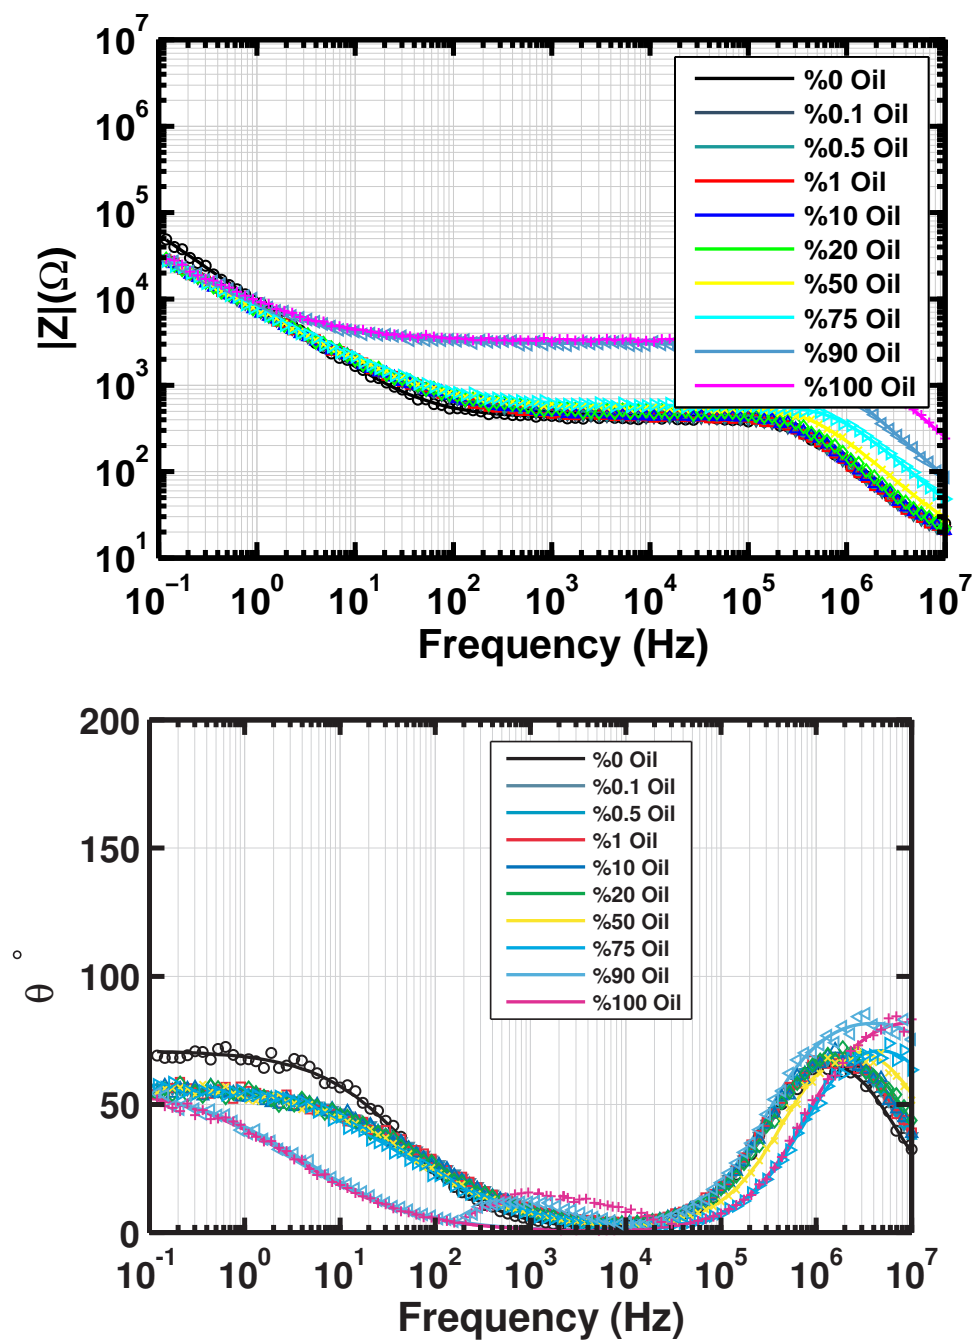 10^7
10^6
10^5
10^4
10^3
10^2
10^1
|Z|(Ω)
%0 Oil
%0.1 Oil
%0.5 Oil
%1 Oil
%10 Oil
%20 Oil
%50 Oil
%75 Oil
%90 Oil
%100 Oil
10^−1 10^0 10^1 10^2 10^3 10^4 10^5 10^6 10^7
Frequency (Hz)
200
150
100
50
0
θ °
%0 Oil
%0.1 Oil
%0.5 Oil
%1 Oil
%10 Oil
%20 Oil
%50 Oil
%75 Oil
%90 Oil
%100 Oil
10^-1 10^0 10^1 10^2 10^3 10^4 10^5 10^6 10^7
Frequency (Hz)